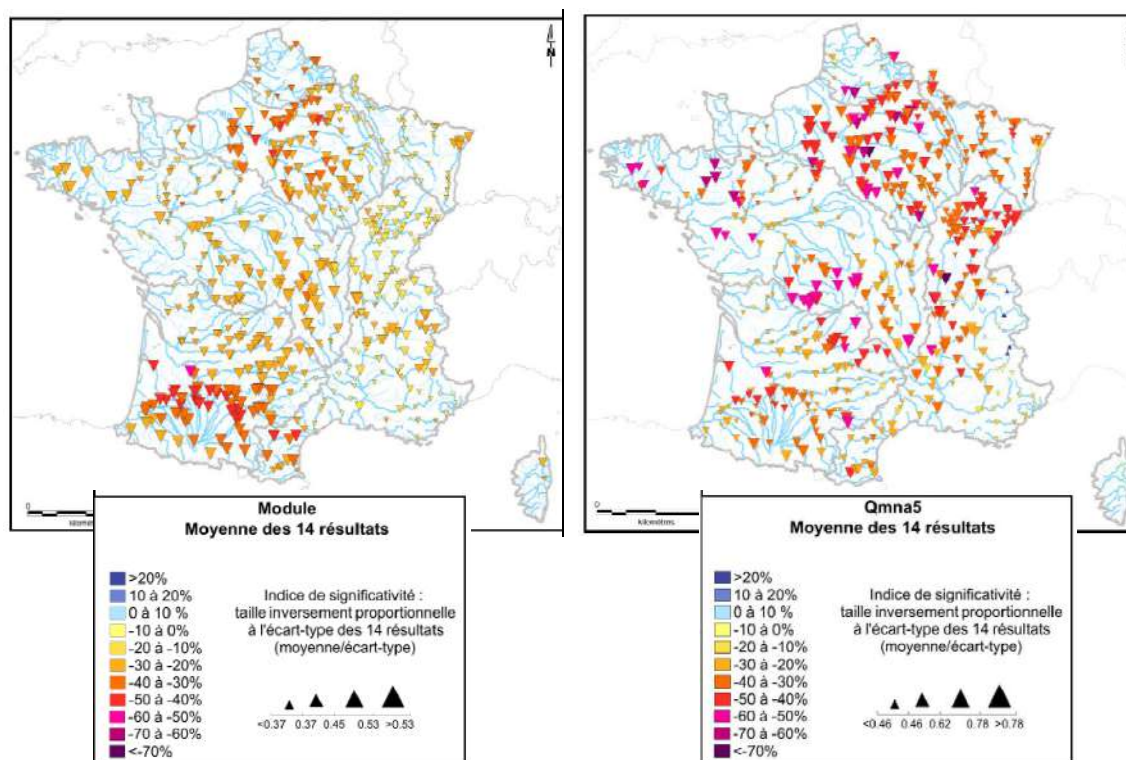 N
0
kilomètres
Module
Moyenne des 14 résultats
>20%
10 à 20%
0 à 10 %
-10 à 0%
-20 à -10%
-30 à -20%
-40 à -30%
-50 à -40%
-60 à -50%
-70 à -60%
<-70%
Indice de significativité :
taille inversement proportionnelle
à l'écart-type des 14 résultats
(moyenne/écart-type)
<0.37 0.37 0.45 0.53 >0.53
N
0
Kilomètres
Qmna5
Moyenne des 14 résultats
>20%
10 à 20%
0 à 10 %
-10 à 0%
-20 à -10%
-30 à -20%
-40 à -30%
-50 à -40%
-60 à -50%
-70 à -60%
<-70%
Indice de significativité :
taille inversement proportionnelle
à l'écart-type des 14 résultats
(moyenne/écart-type)
<0.46 0.46 0.62 0.78 >0.78